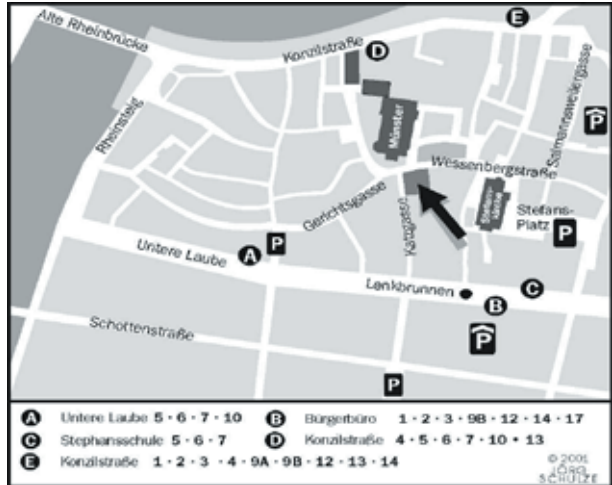 Alte Rheinbrücke
E
Konzilstraße
D
Rheinsteig
Salmannsweilergasse
P
Münster
Wessenbergstraße
Gerichtsgasse
Katzgasse
Stefans-
kirche
Stefans-
Platz
P
Untere Laube
A
P
Lenkbrunnen
C
B
Schottenstraße
P
P
A Untere Laube 5 · 6 · 7 · 10
B Bürgerbüro 1 · 2 · 3 · 9B · 12 · 14 · 17
C Stephansschule 5 · 6 · 7
D Konzilstraße 4 · 5 · 6 · 7 · 10 • 13
E Konzilstraße 1 · 2 · 3 · 4 · 9A · 9B · 12 · 13 · 14
© 2001
JÖRG
SCHULZE